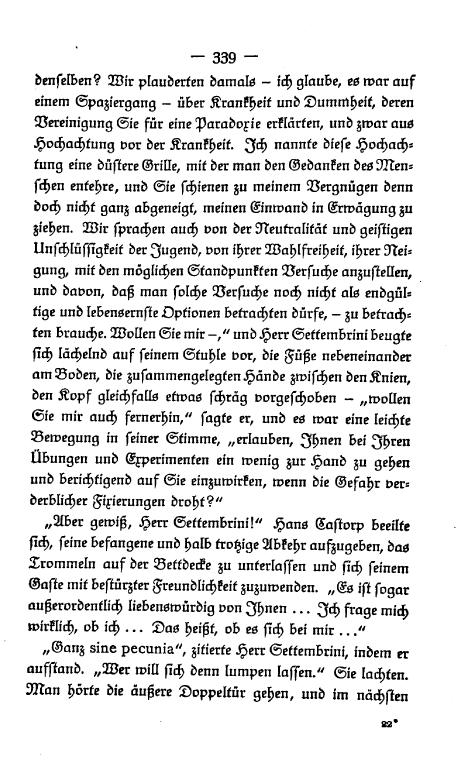 — 339 —
denselben? Wir plauderten damals – ich glaube, es war auf
einem Spaziergang – über Krankheit und Dummheit, deren
Vereinigung Sie für eine Paradoxie erklärten, und zwar aus
Hochachtung vor der Krankheit. Ich nannte diese Hochach-
tung eine düstere Grille, mit der man den Gedanken des Men-
schen entehre, und Sie schienen zu meinem Vergnügen denn
doch nicht ganz abgeneigt, meinen Einwand in Erwägung zu
ziehen. Wir sprachen auch von der Neutralität und geistigen
Unschlüssigkeit der Jugend, von ihrer Wahlfreiheit, ihrer Nei-
gung, mit den möglichen Standpunkten Versuche anzustellen,
und davon, daß man solche Versuche noch nicht als endgül-
tige und lebensernste Optionen betrachten dürfe, – zu betrach-
ten brauche. Wollen Sie mir –,“ und Herr Settembrini beugte
sich lächelnd auf seinem Stuhle vor, die Füße nebeneinander
am Boden, die zusammengelegten Hände zwischen den Knien,
den Kopf gleichfalls etwas schräg vorgeschoben – „wollen
Sie mir auch fernerhin,“ sagte er, und es war eine leichte
Bewegung in seiner Stimme, „erlauben, Ihnen bei Ihren
Übungen und Experimenten ein wenig zur Hand zu gehen
und berichtigend auf Sie einzuwirken, wenn die Gefahr ver-
derblicher Fixierungen droht?“
„Aber gewiß, Herr Settembrini!“ Hans Castorp beeilte
sich, seine befangene und halb trotzige Abkehr aufzugeben, das
Trommeln auf der Bettdecke zu unterlassen und sich seinem
Gaste mit bestürzter Freundlichkeit zuzuwenden. „Es ist sogar
außerordentlich liebenswürdig von Ihnen ... Ich frage mich
wirklich, ob ich ... Das heißt, ob es sich bei mir ...“
„Ganz sine pecunia“, zitierte Herr Settembrini, indem er
aufstand. „Wer will sich denn lumpen lassen.“ Sie lachten.
Man hörte die äußere Doppeltür gehen, und im nächsten
22*